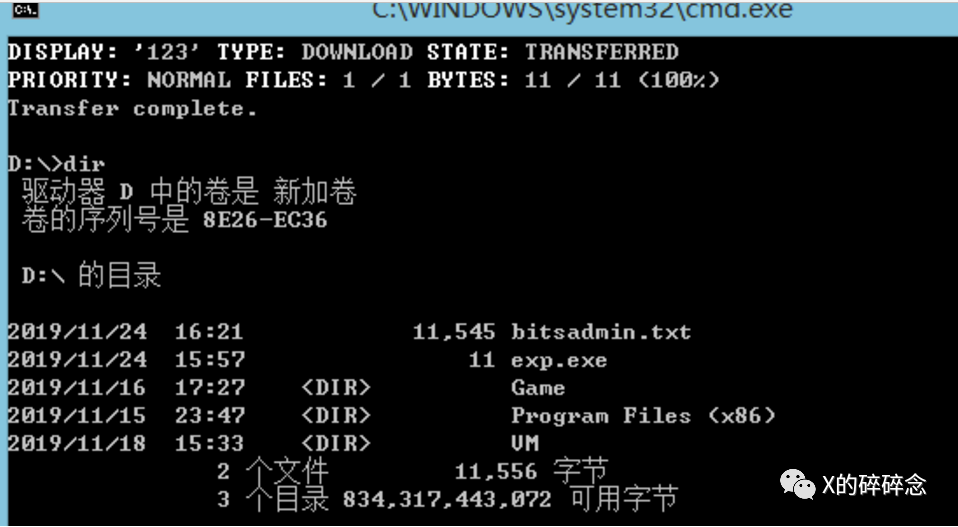 C:\WINDOWS\system32\cmd.exe
DISPLAY: '123' TYPE: DOWNLOAD STATE: TRANSFERRED
PRIORITY: NORMAL FILES: 1 / 1 BYTES: 11 / 11 (100%)
Transfer complete.
D:\>dir
驱动器 D 中的卷是 新加卷
卷的序列号是 8E26-EC36
D:\ 的目录
2019/11/24 16:21 11,545 bitsadmin.txt
2019/11/24 15:57 11 exp.exe
2019/11/16 17:27 <DIR> Game
2019/11/15 23:47 <DIR> Program Files (x86)
2019/11/18 15:33 <DIR> VM
2 个文件 11,556 字节
3 个目录 834,317,443,072 可用字节
X的碎碎念